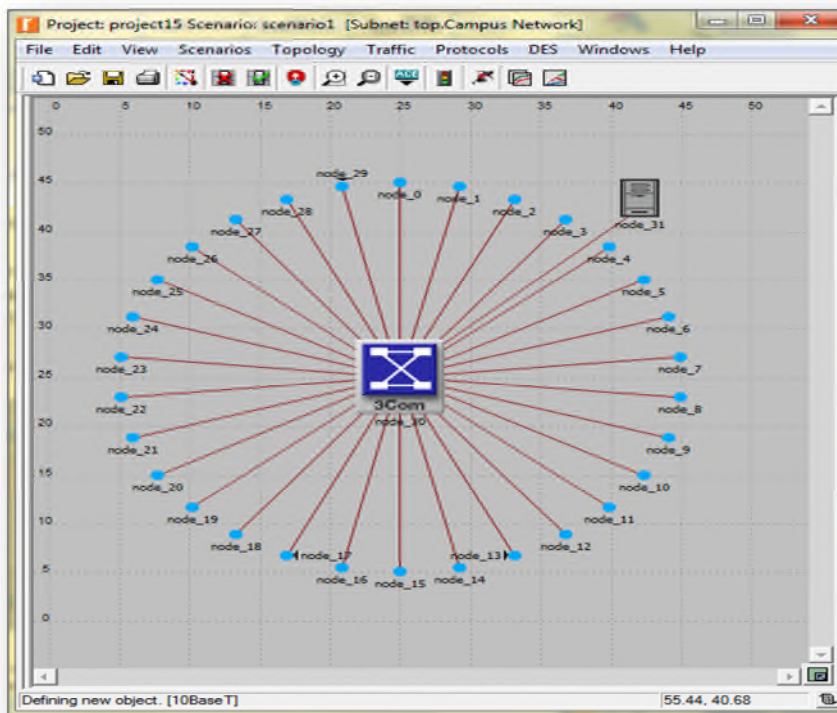 Project: project15 Scenario: scenario1 [Subnet: top.Campus Network]
File Edit View Scenarios Topology Traffic Protocols DES Windows Help
0 5 10 15 20 25 30 35 40 45 50
50
45
node_29
node_0
node_1
node_28
node_2
node_31
40
node_27
node_3
node_26
node_4
35
node_25
node_5
30
node_24
node_6
25
node_23
node_7
3Com
20
node_22
node_8
node_30
node_21
node_9
15
node_20
node_10
node_19
node_11
10
node_18
node_12
node_17
node_13
5
node_16
node_15
node_14
0
Defining new object. [10BaseT]
55.44, 40.68